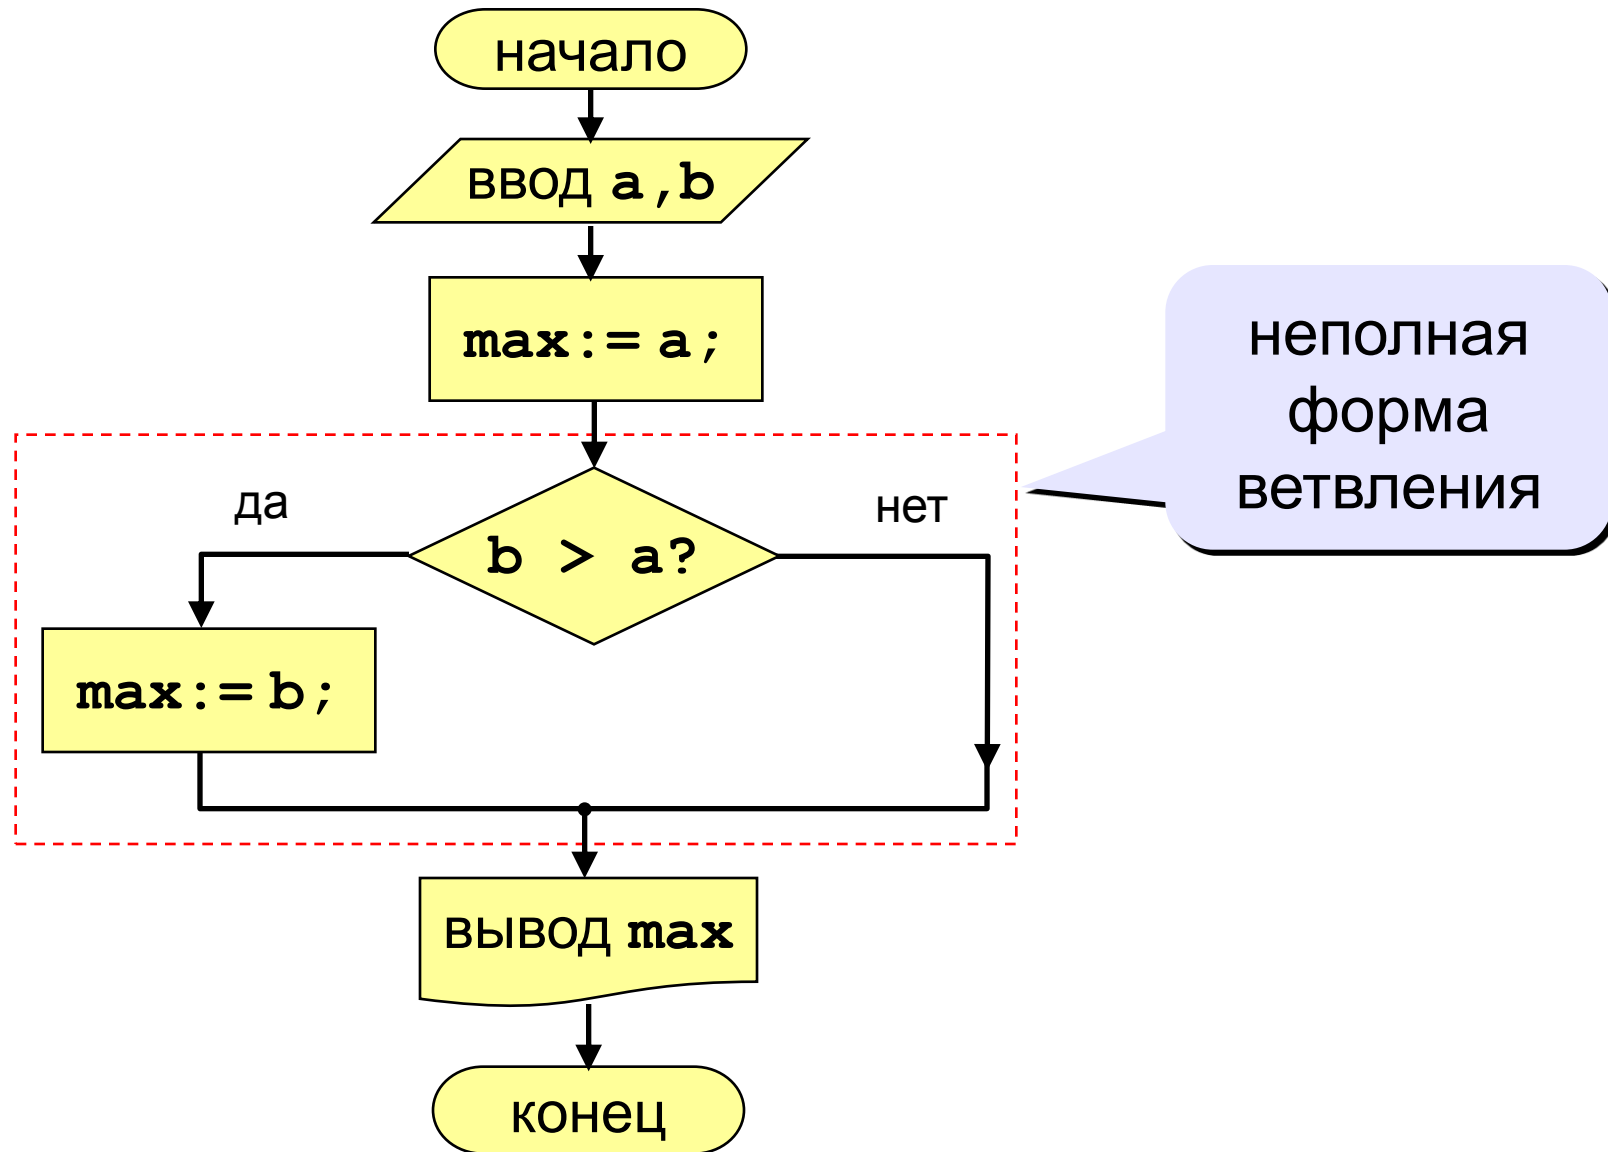 начало
ввод a,b
max:= a;
неполная
форма
ветвления
да
нет
b > a?
max:= b;
вывод max
конец